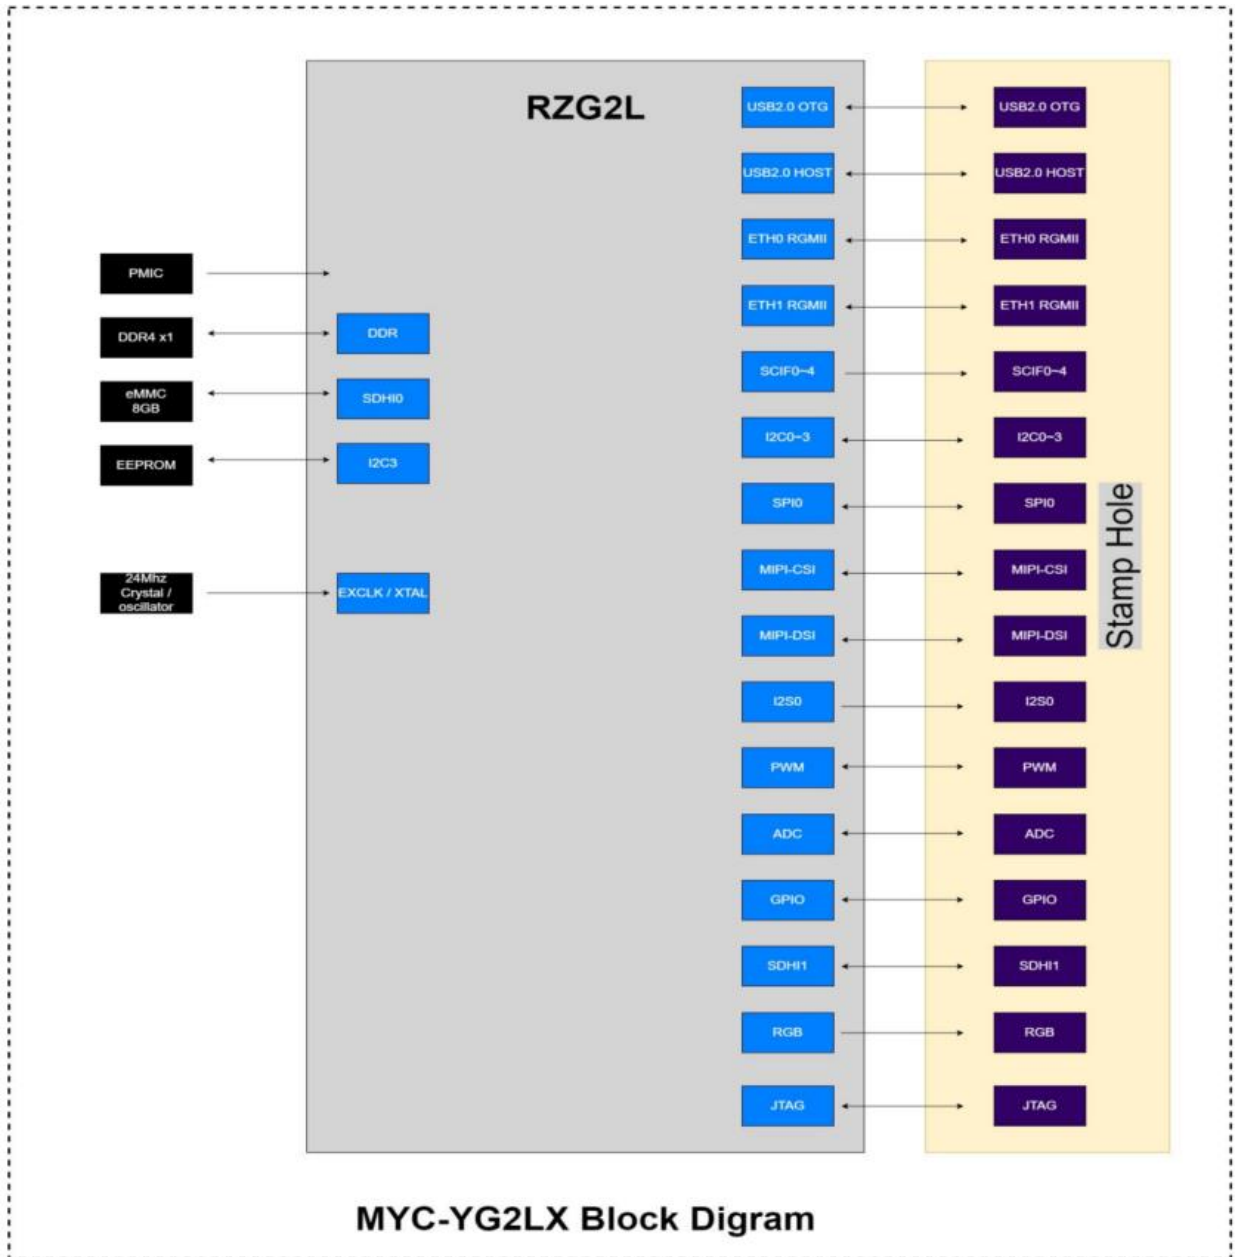 RZG2L
PMIC
DDR4 x1
eMMC
8GB
EEPROM
24Mhz
Crystal /
oscillator
DDR
SDHI0
I2C3
EXCLK / XTAL
USB2.0 OTG
USB2.0 HOST
ETH0 RGMII
ETH1 RGMII
SCIF0~4
I2C0~3
SPI0
MIPI-CSI
MIPI-DSI
I2S0
PWM
ADC
GPIO
SDHI1
RGB
JTAG
USB2.0 OTG
USB2.0 HOST
ETH0 RGMII
ETH1 RGMII
SCIF0~4
I2C0~3
SPI0
MIPI-CSI
MIPI-DSI
I2S0
PWM
ADC
GPIO
SDHI1
RGB
JTAG
Stamp Hole
MYC-YG2LX Block Digram